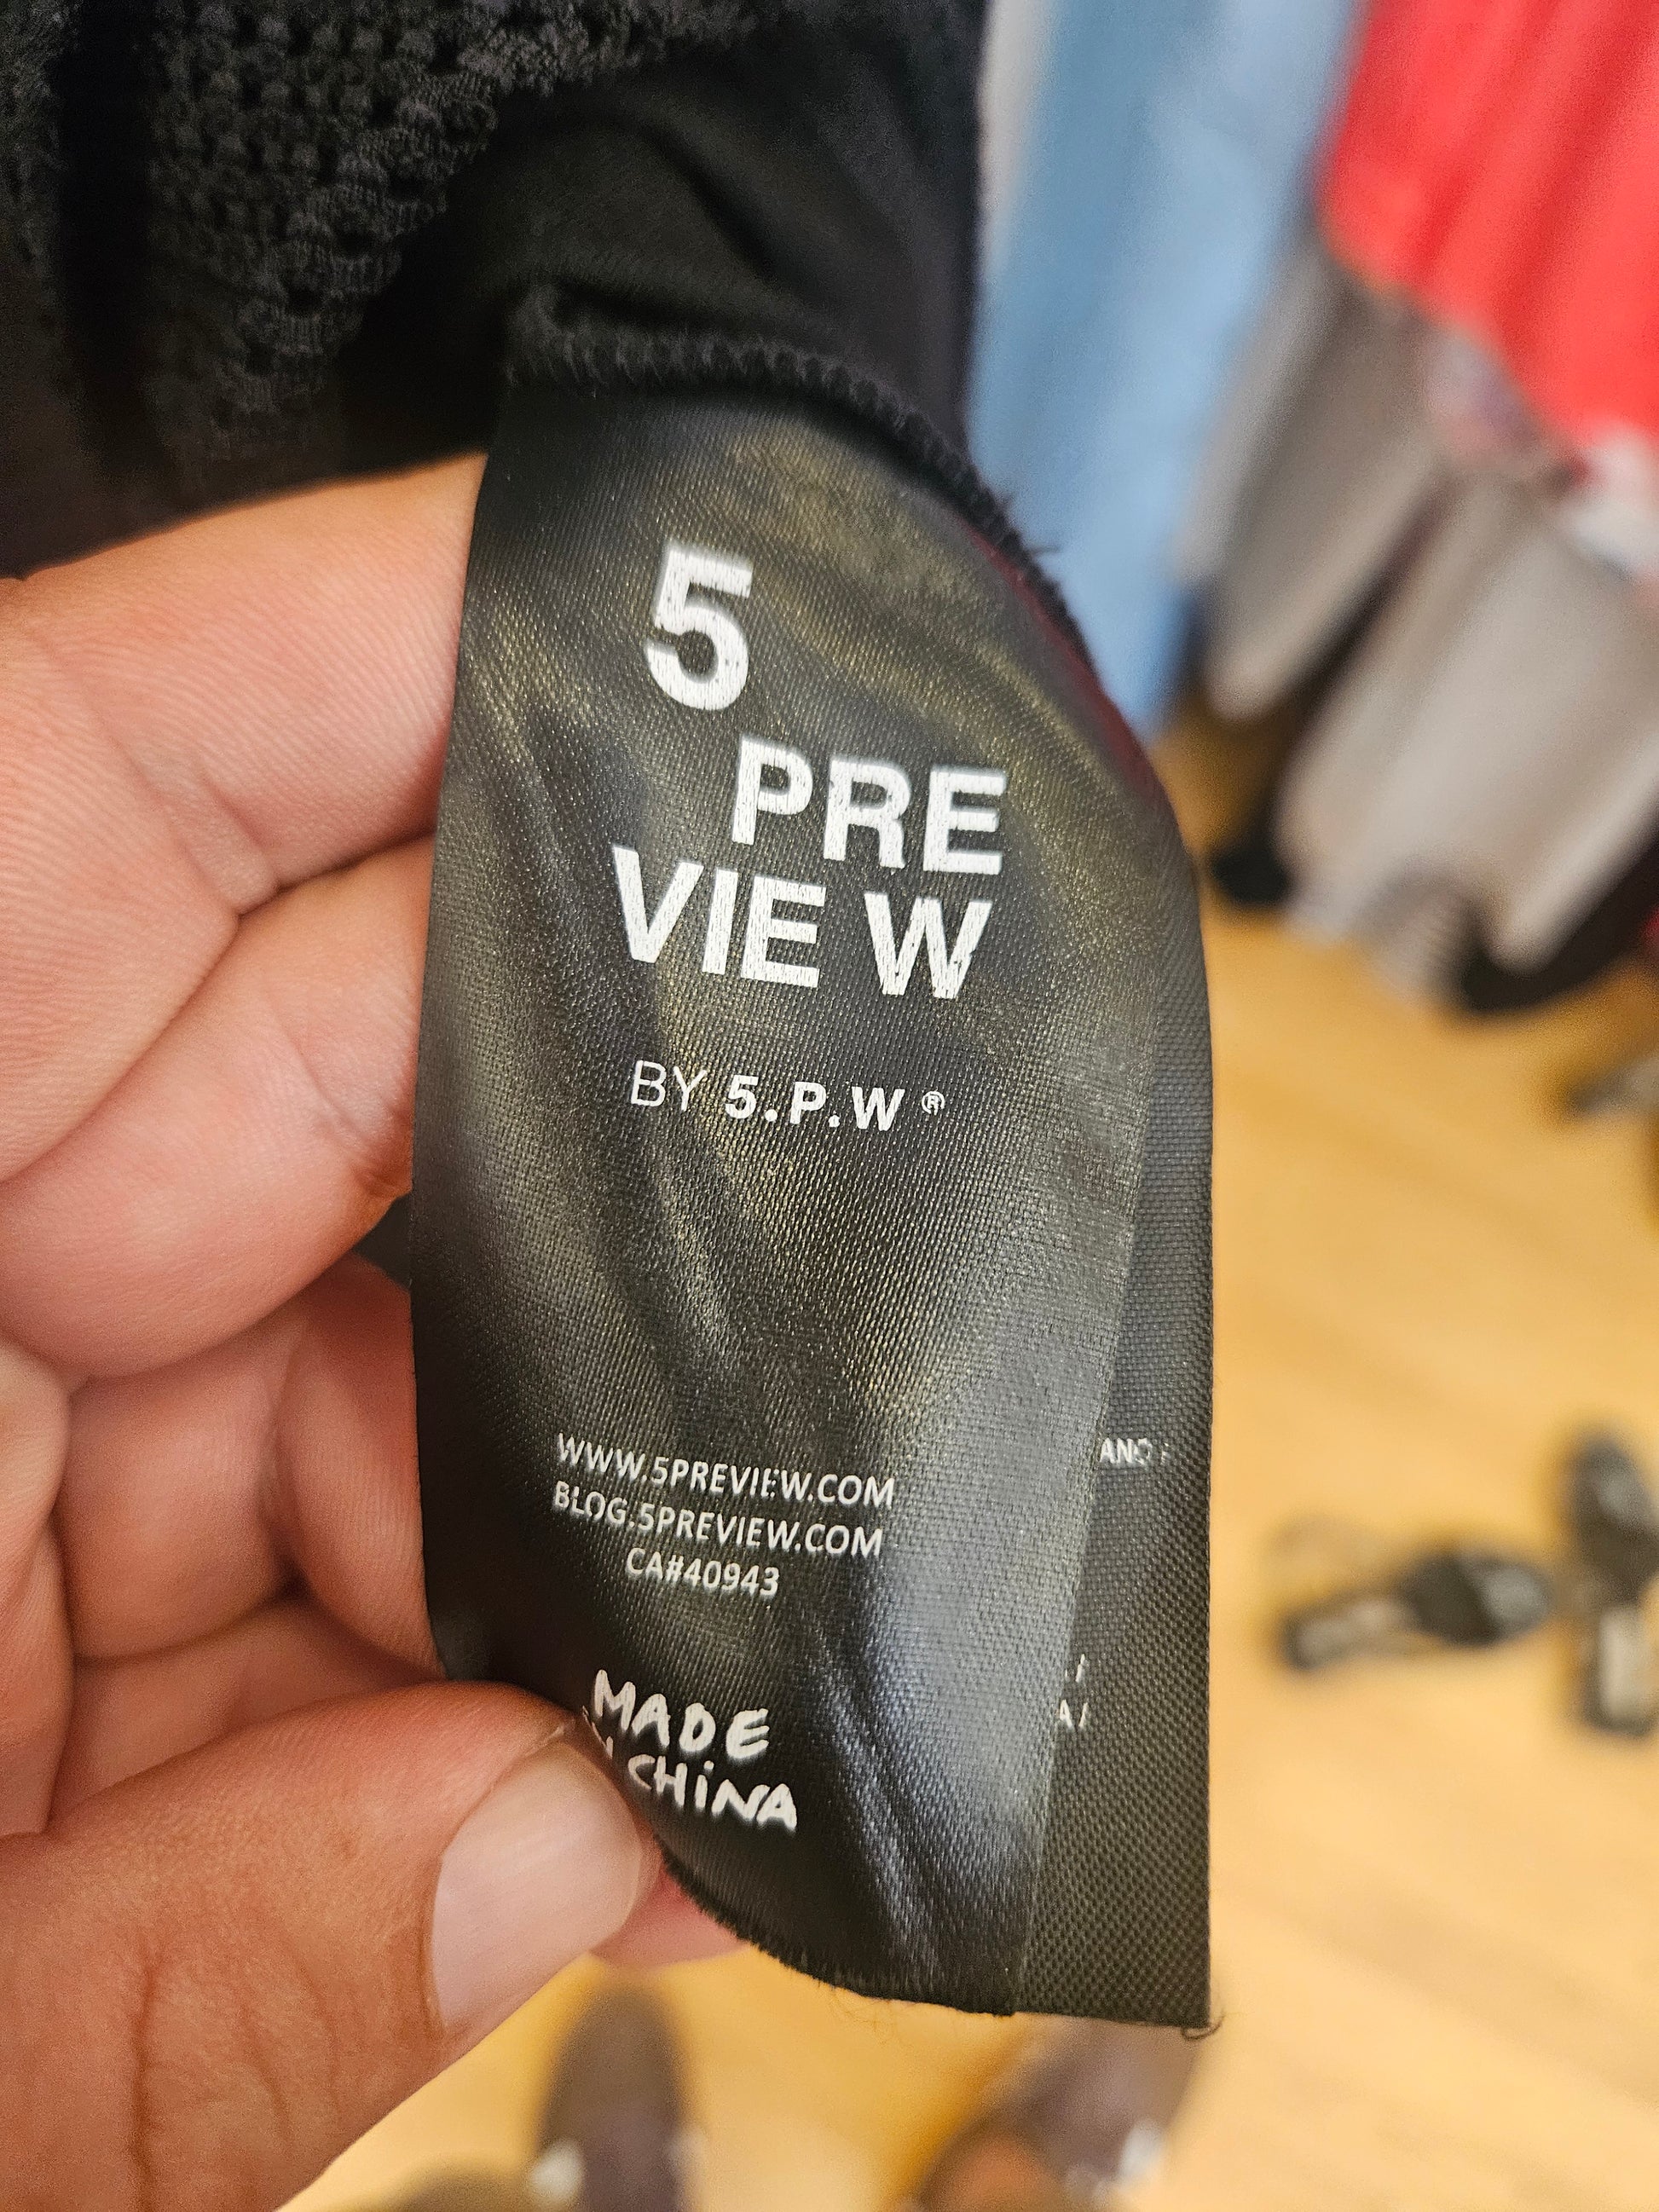 5
PRE
VIE W
BY 5.P.W ®
WWW.5PREVIEW.COM
BLOG.5PREVIEW.COM
CA#40943
MADE
CHiNA